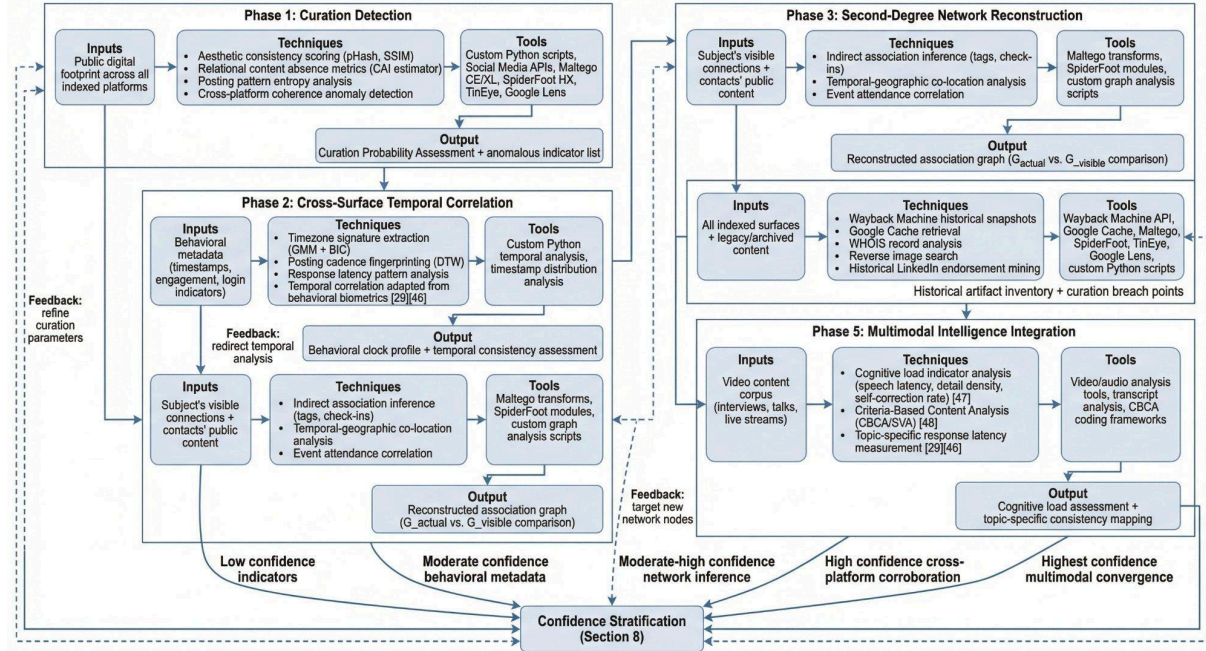 Phase 1: Curation Detection
Inputs
Public digital
footprint across all
indexed platforms
Techniques
• Aesthetic consistency scoring (pHash, SSIM)
• Relational content absence metrics (CAI estimator)
• Posting pattern entropy analysis
• Cross-platform coherence anomaly detection
Tools
Custom Python scripts,
Social Media APIs, Maltego
CE/XL, SpiderFoot HX,
TinEye, Google Lens
Output
Curation Probability Assessment + anomalous indicator list
Phase 2: Cross-Surface Temporal Correlation
Inputs
Behavioral
metadata
(timestamps,
engagement, login
indicators)
Techniques
• Timezone signature extraction
(GMM + BIC)
• Posting cadence fingerprinting (DTW)
• Response latency pattern analysis
• Temporal correlation adapted from
behavioral biometrics [29][46]
Tools
Custom Python
temporal analysis,
timestamp distribution
analysis
Output
Behavioral clock profile + temporal consistency assessment
Feedback:
refine
curation
parameters
Feedback:
redirect temporal
analysis
Inputs
Subject's visible
connections +
contacts' public
content
Techniques
• Indirect association inference
(tags, check-ins)
• Temporal-geographic co-location
analysis
• Event attendance correlation
Tools
Maltego transforms,
SpiderFoot modules,
custom graph
analysis scripts
Output
Reconstructed association graph
(G_actual vs. G_visible comparison)
Phase 3: Second-Degree Network Reconstruction
Inputs
Subject's visible
connections +
contacts' public
content
Techniques
• Indirect association inference (tags, check-
ins)
• Temporal-geographic co-location analysis
• Event attendance correlation
Tools
Maltego transforms,
SpiderFoot modules,
custom graph analysis
scripts
Output
Reconstructed association graph (Gactual vs. G_visible comparison)
Inputs
All indexed surfaces
+ legacy/archived
content
Techniques
• Wayback Machine historical snapshots
• Google Cache retrieval
• WHOIS record analysis
• Reverse image search
• Historical LinkedIn endorsement mining
Tools
Wayback Machine API,
Google Cache, Maltego,
SpiderFoot, TinEye,
Google Lens,
custom Python scripts
Historical artifact inventory + curation breach points
Phase 5: Multimodal Intelligence Integration
Inputs
Video content
corpus
(interviews, talks,
live streams)
Techniques
• Cognitive load indicator analysis
(speech latency, detail density,
self-correction rate) [47]
• Criteria-Based Content Analysis
(CBCA/SVA) [48]
• Topic-specific response latency
measurement [29][46]
Tools
Video/audio analysis
tools, transcript
analysis, CBCA
coding frameworks
Output
Cognitive load assessment +
topic-specific consistency mapping
Feedback:
target new
network nodes
Low confidence
indicators
Moderate confidence
behavioral metadata
Moderate-high confidence
network inference
High confidence cross-
platform corroboration
Highest confidence
multimodal convergence
Confidence Stratification
(Section 8)